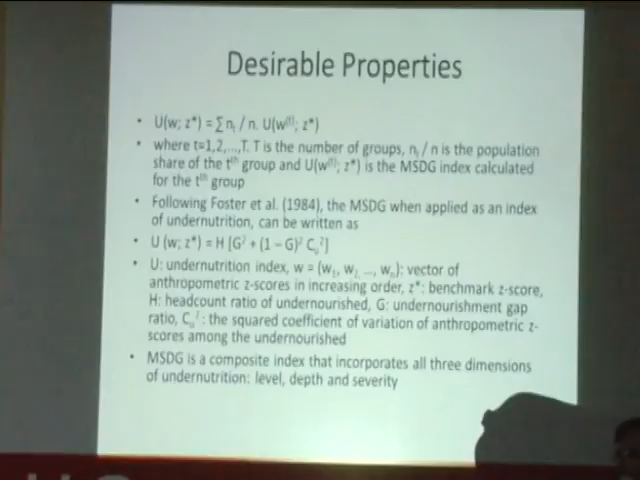 Desirable Properties
• U(w; z*) = ∑ nₜ / n. U(w⁽ᵗ⁾; z*)
• where t=1,2,...,T. T is the number of groups, nₜ / n is the population
share of the tᵗʰ group and U(w⁽ᵗ⁾; z*) is the MSDG index calculated
for the tᵗʰ group
• Following Foster et al. (1984), the MSDG when applied as an index
of undernutrition, can be written as
• U (w; z*) = H [G² + (1 – G)² Cᵤ²]
• U: undernutrition index, w = (w₁, w₂, ..., wₙ): vector of
anthropometric z-scores in increasing order, z*: benchmark z-score,
H: headcount ratio of undernourished, G: undernourishment gap
ratio, Cᵤ²: the squared coefficient of variation of anthropometric z-
scores among the undernourished
• MSDG is a composite index that incorporates all three dimensions
of undernutrition: level, depth and severity